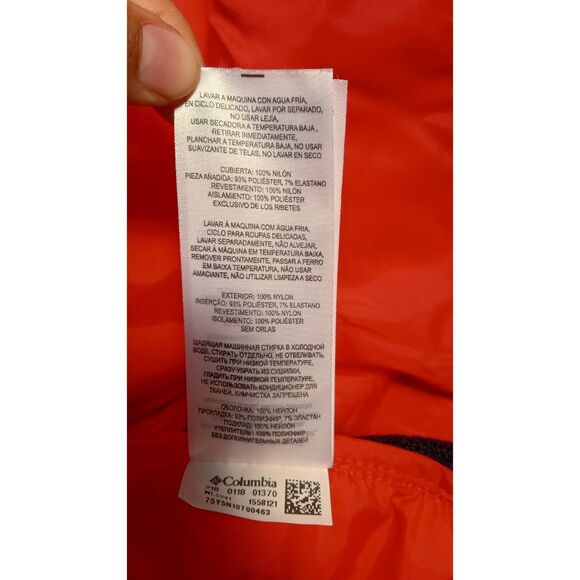 LAVAR A MAQUINA CON AGUA FRÍA,
EN CICLO DELICADO, LAVAR POR SEPARADO,
NO USAR LEJÍA,
USAR SECADORA A TEMPERATURA BAJA,
RETIRAR INMEDIATAMENTE,
PLANCHAR A TEMPERATURA BAJA, NO USAR
SUAVIZANTE DE TELAS, NO LAVAR EN SECO
CUBIERTA: 100% NILÓN
PIEZA AÑADIDA: 93% POLIÉSTER, 7% ELASTANO
REVESTIMIENTO: 100% NILÓN
AISLAMIENTO: 100% POLIÉSTER
EXCLUSIVO DE LOS RIBETES
LAVAR À MÁQUINA COM ÁGUA FRIA,
CICLO PARA ROUPAS DELICADAS,
LAVAR SEPARADAMENTE, NÃO ALVEJAR,
SECAR À MÁQUINA EM TEMPERATURA BAIXA,
REMOVER PRONTAMENTE, PASSAR A FERRO
EM BAIXA TEMPERATURA, NÃO USAR
AMACIANTE, NÃO UTILIZAR LIMPEZA A SECO
EXTERIOR: 100% NYLON
INSERÇÃO: 93% POLIÉSTER, 7% ELASTANO
REVESTIMENTO: 100% NYLON
ISOLAMENTO: 100% POLIÉSTER
SEM ORLAS
ЩАДЯЩАЯ МАШИННАЯ СТИРКА В ХОЛОДНОЙ
ВОДЕ, СТИРАТЬ ОТДЕЛЬНО, НЕ ОТБЕЛИВАТЬ,
СУШИТЬ ПРИ НИЗКОЙ ТЕМПЕРАТУРЕ,
СРАЗУ УБРАТЬ ИЗ СУШИЛКИ,
ГЛАДИТЬ ПРИ НИЗКОЙ ТЕМПЕРАТУРЕ,
НЕ ИСПОЛЬЗОВАТЬ КОНДИЦИОНЕР ДЛЯ
ТКАНЕЙ, ХИМЧИСТКА ЗАПРЕЩЕНА
ОБОЛОЧКА: 100% НЕЙЛОН
ПРОКЛАДКА: 93% ПОЛИЭФИР, 7% ЭЛАСТАН
ПОДКЛАД: 100% НЕЙЛОН
УТЕПЛИТЕЛЬ: 100% ПОЛИЭФИР
БЕЗ ДОПОЛНИТЕЛЬНЫХ ДЕТАЛЕЙ
Columbia
0118 01370
1558121
75Y5N10T00463